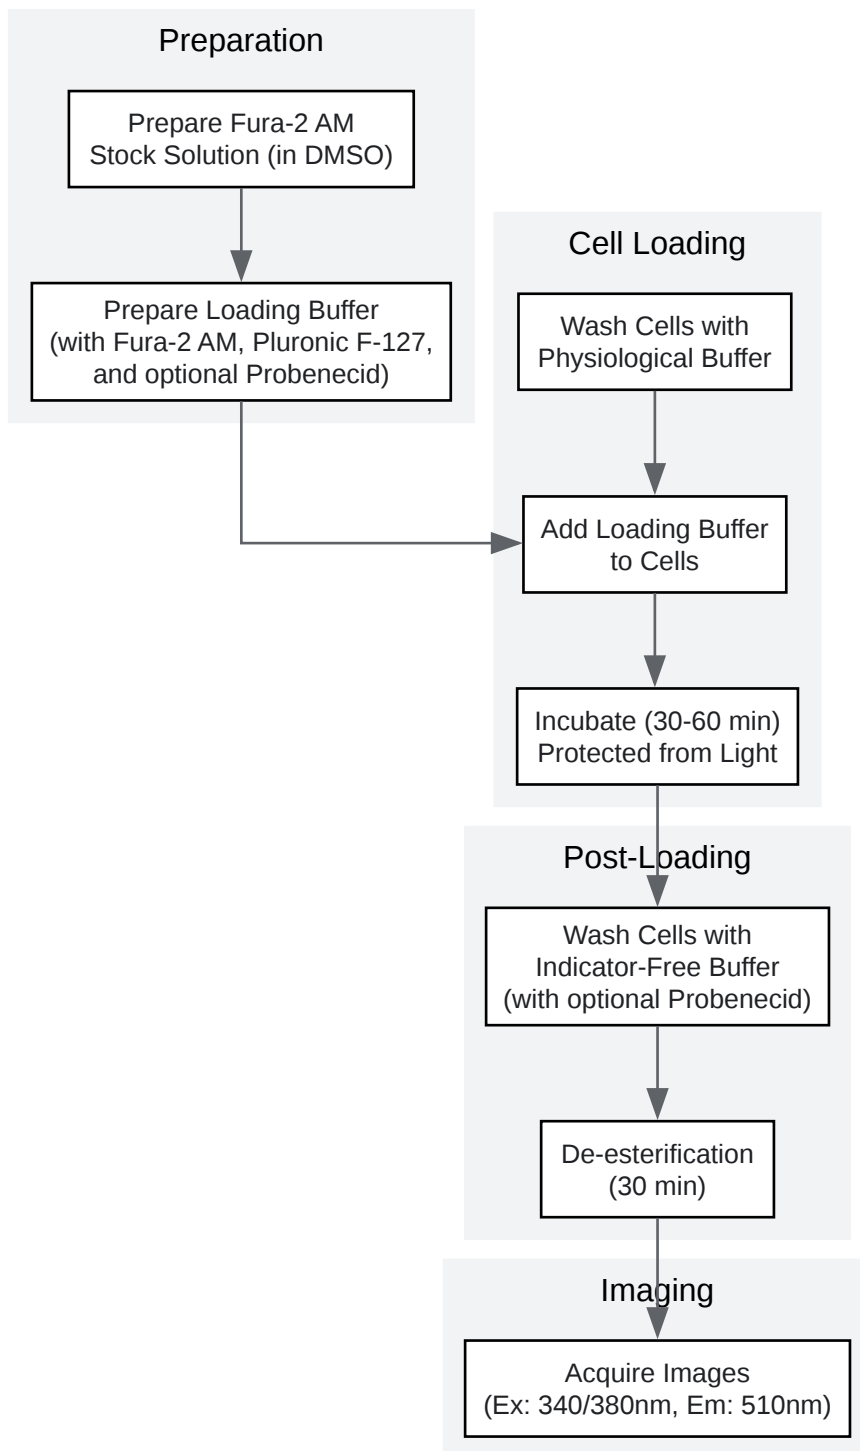 Preparation
Prepare Fura-2 AM
Stock Solution (in DMSO)
Prepare Loading Buffer
(with Fura-2 AM, Pluronic F-127,
and optional Probenecid)
Cell Loading
Wash Cells with
Physiological Buffer
Add Loading Buffer
to Cells
Incubate (30-60 min)
Protected from Light
Post-Loading
Wash Cells with
Indicator-Free Buffer
(with optional Probenecid)
De-esterification
(30 min)
Imaging
Acquire Images
(Ex: 340/380nm, Em: 510nm)